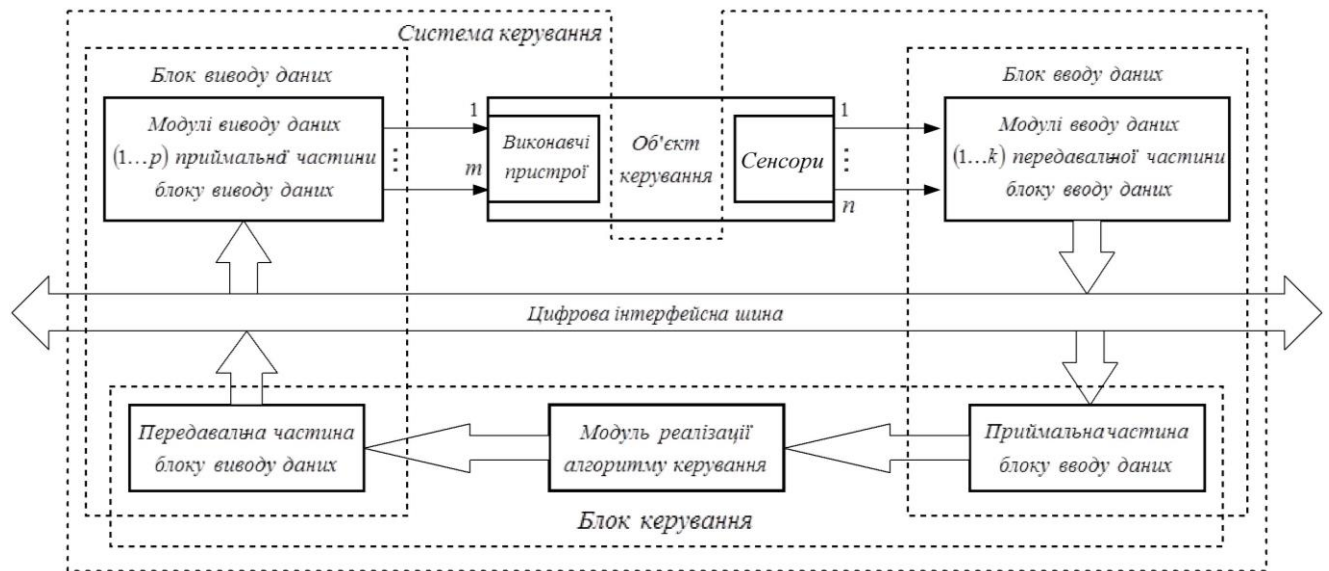 Система керування
Блок виводу даних
Модулі виводу даних
(1...p) приймальної частини
блоку виводу даних
1
⋮
m
Виконавчі
пристрої
Об'єкт
керування
Сенсори
1
⋮
n
Блок вводу даних
Модулі вводу даних
(1...k) передавальної частини
блоку вводу даних
Цифрова інтерфейсна шина
Передавальна частина
блоку виводу даних
Модуль реалізації
алгоритму керування
Приймальна частина
блоку вводу даних
Блок керування